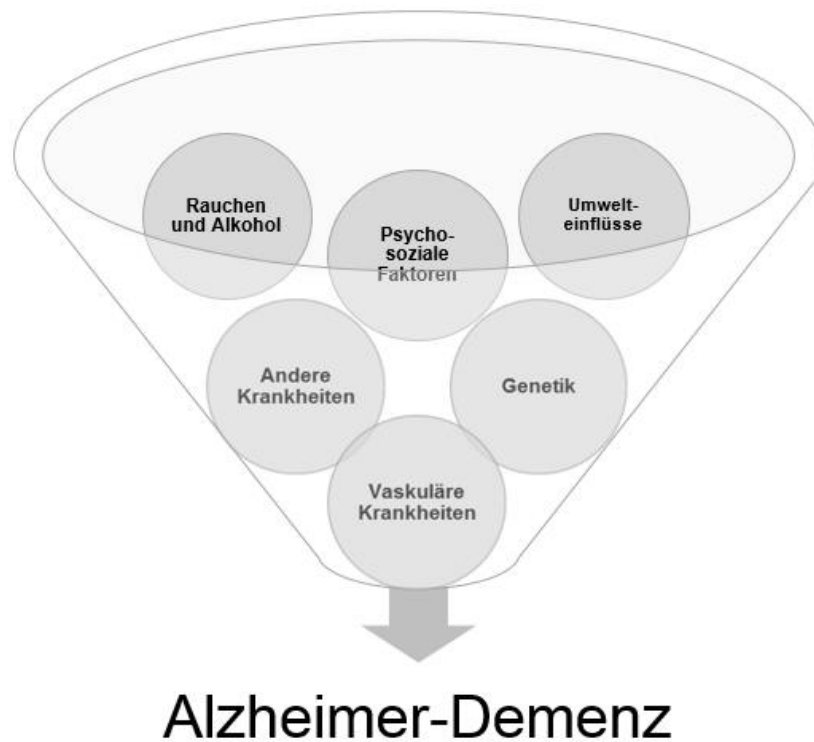 Rauchen
und Alkohol
Psycho-
soziale
Faktoren
Umwelt-
einflüsse
Andere
Krankheiten
Genetik
Vaskuläre
Krankheiten
Alzheimer-Demenz